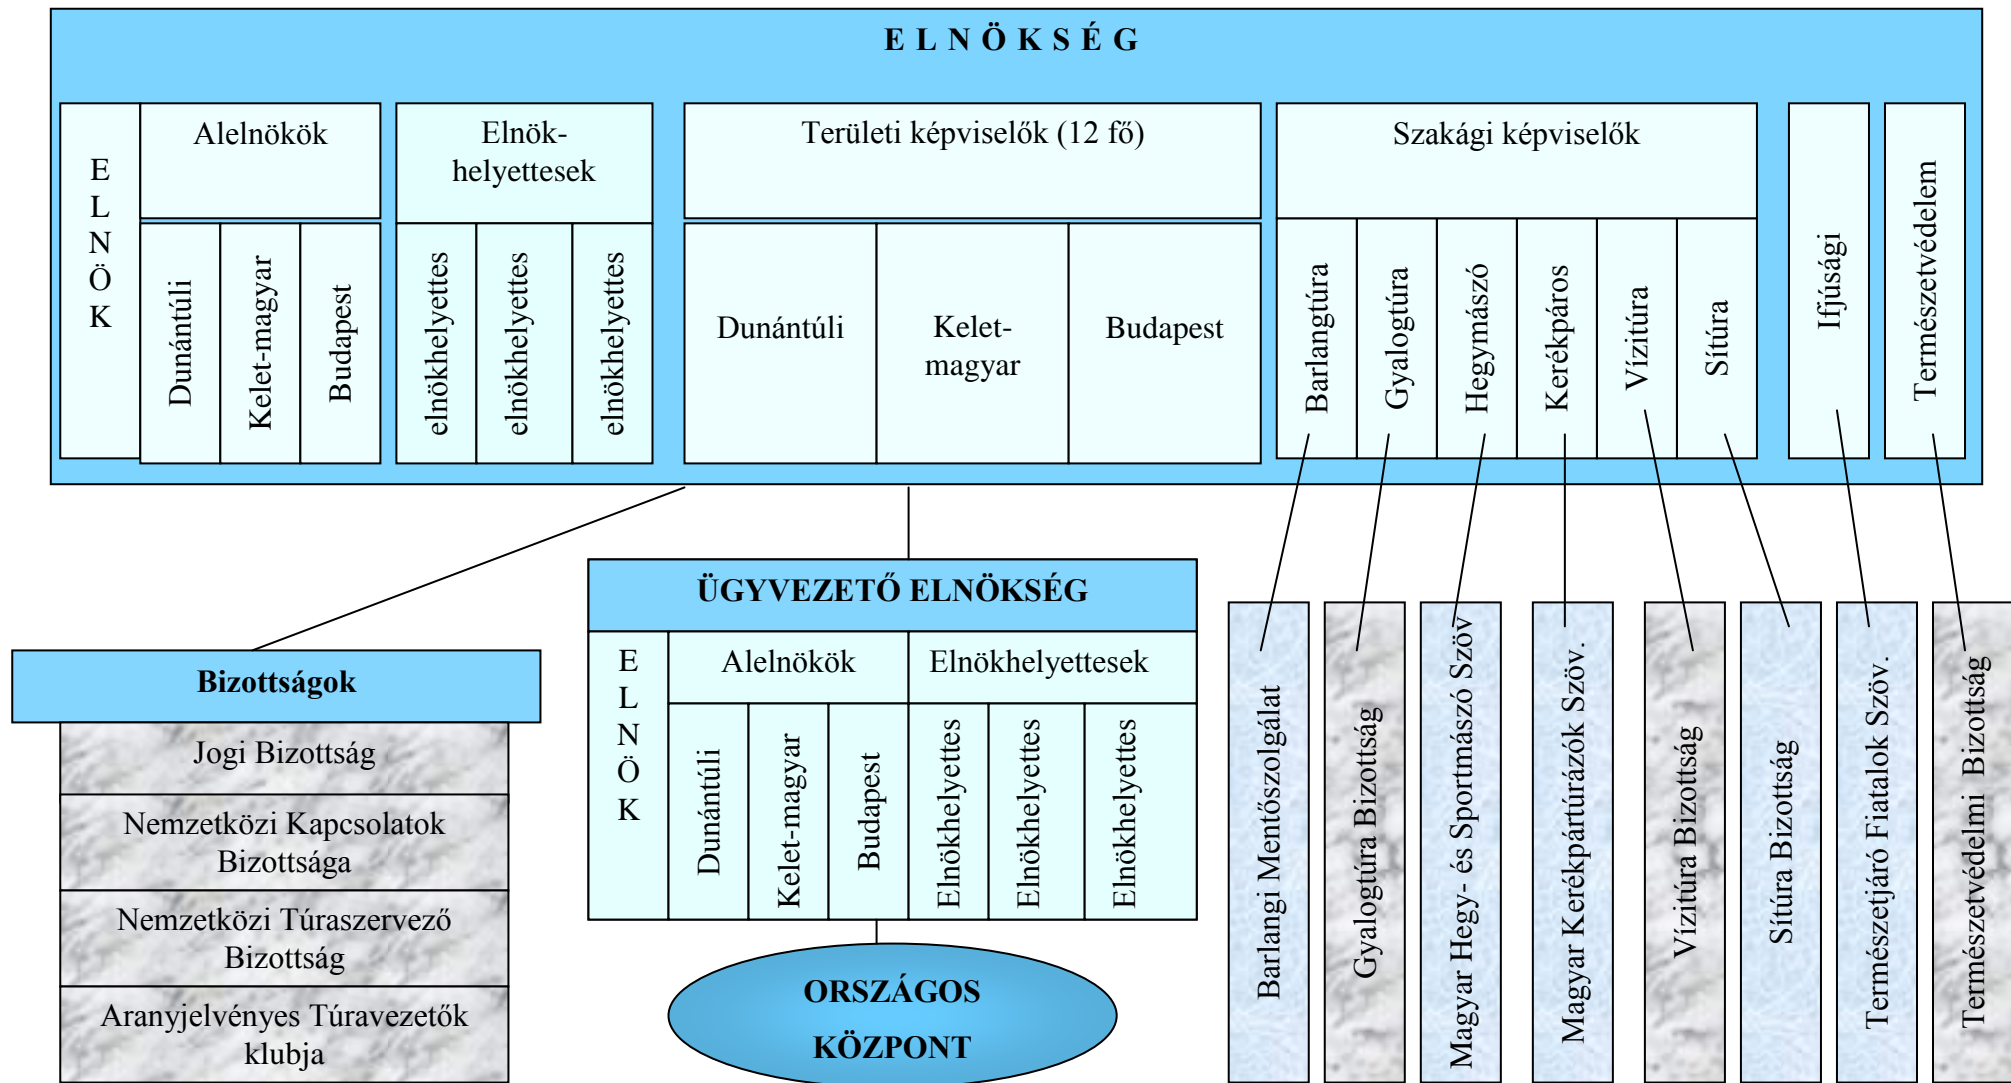 E L N Ö K S É G
E
L
N
Ö
K
Alelnökök
Dunántúli
Kelet-magyar
Budapest
Elnök-
helyettesek
elnökhelyettes
elnökhelyettes
elnökhelyettes
Területi képviselők (12 fő)
Dunántúli
Kelet-
magyar
Budapest
Szakági képviselők
Barlangtúra
Gyalogtúra
Hegymászó
Kerékpáros
Vízitúra
Sítúra
Ifjúsági
Természetvédelem
Bizottságok
Jogi Bizottság
Nemzetközi Kapcsolatok
Bizottsága
Nemzetközi Túraszervező
Bizottság
Aranyjelvényes Túravezetők
klubja
ÜGYVEZETŐ ELNÖKSÉG
E
L
N
Ö
K
Alelnökök
Dunántúli
Kelet-magyar
Budapest
Elnökhelyettesek
Elnökhelyettes
Elnökhelyettes
Elnökhelyettes
ORSZÁGOS
KÖZPONT
Barlangi Mentőszolgálat
Gyalogtúra Bizottság
Magyar Hegy- és Sportmászó Szöv
Magyar Kerékpártúrázók Szöv.
Vízitúra Bizottság
Sítúra Bizottság
Természetjáró Fiatalok Szöv.
Természetvédelmi Bizottság